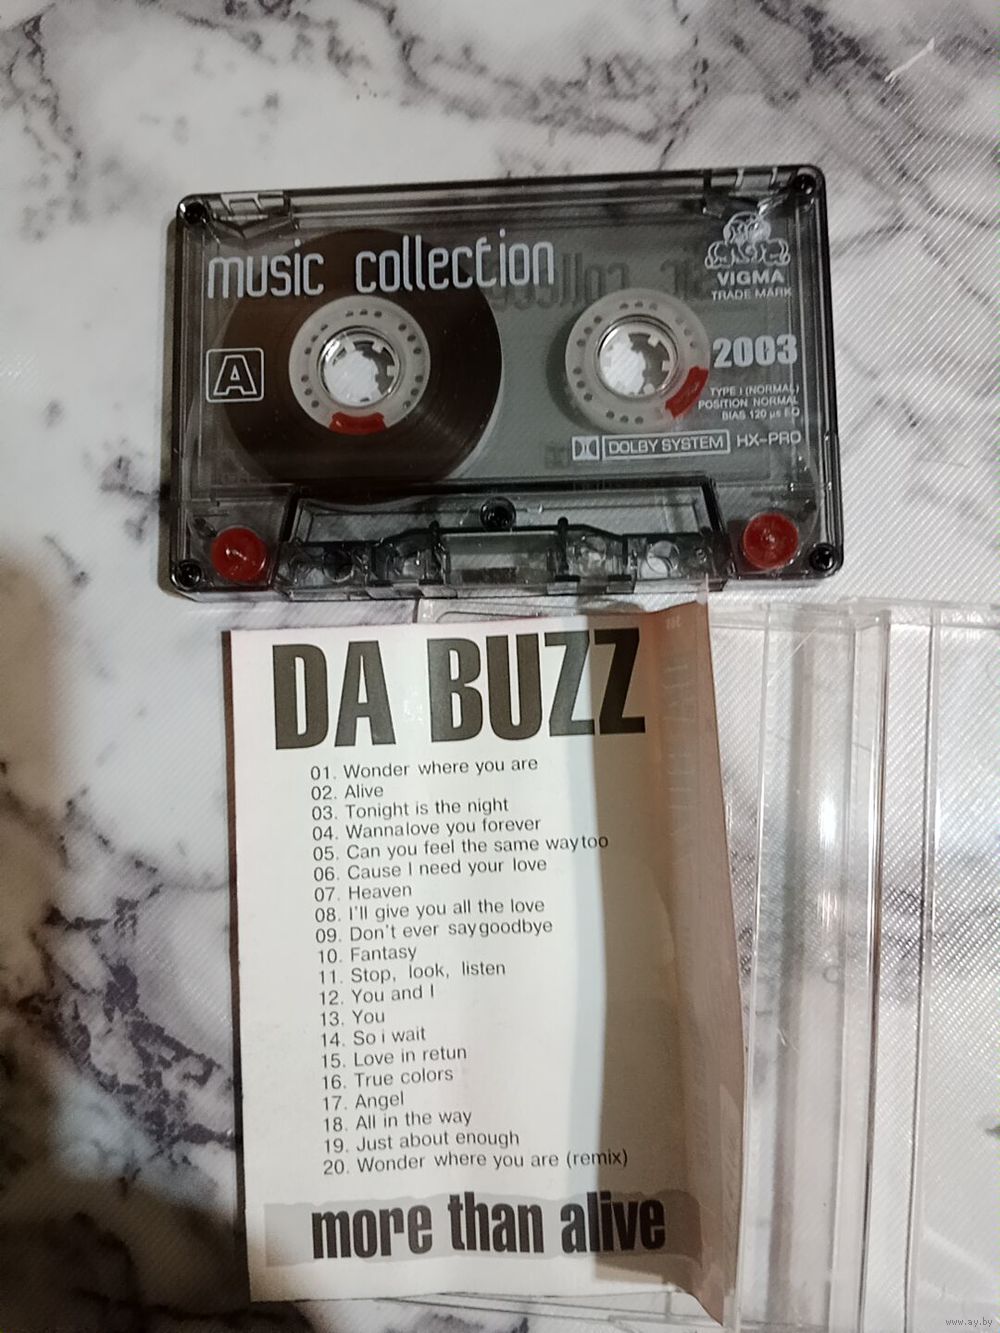 music collection
VIGMA
TRADE MARK
A
2003
TYPE I (NORMAL)
POSITION NORMAL
BIAS 120 µs EQ
DOLBY SYSTEM HX-PRO
DA BUZZ
01. Wonder where you are
02. Alive
03. Tonight is the night
04. Wannalove you forever
05. Can you feel the same waytoo
06. Cause I need your love
07. Heaven
08. I'll give you all the love
09. Don't ever saygoodbye
10. Fantasy
11. Stop, look, listen
12. You and I
13. You
14. So i wait
15. Love in retun
16. True colors
17. Angel
18. All in the way
19. Just about enough
20. Wonder where you are (remix)
more than alive
www.ay.by